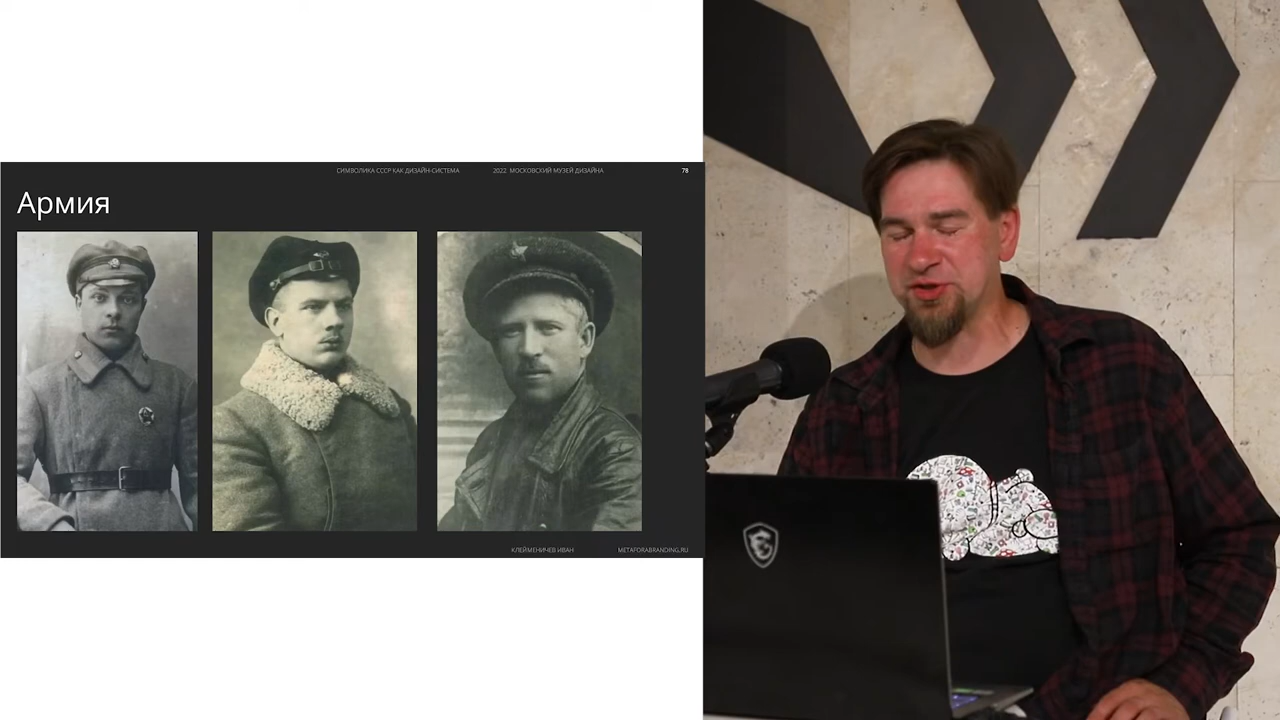 СИМВОЛИКА СССР КАК ДИЗАЙН-СИСТЕМА 2022 МОСКОВСКИЙ МУЗЕЙ ДИЗАЙНА 78
Армия
КЛЕЙМЕНИЧЕВ ИВАН METAFORABRANDING.RU